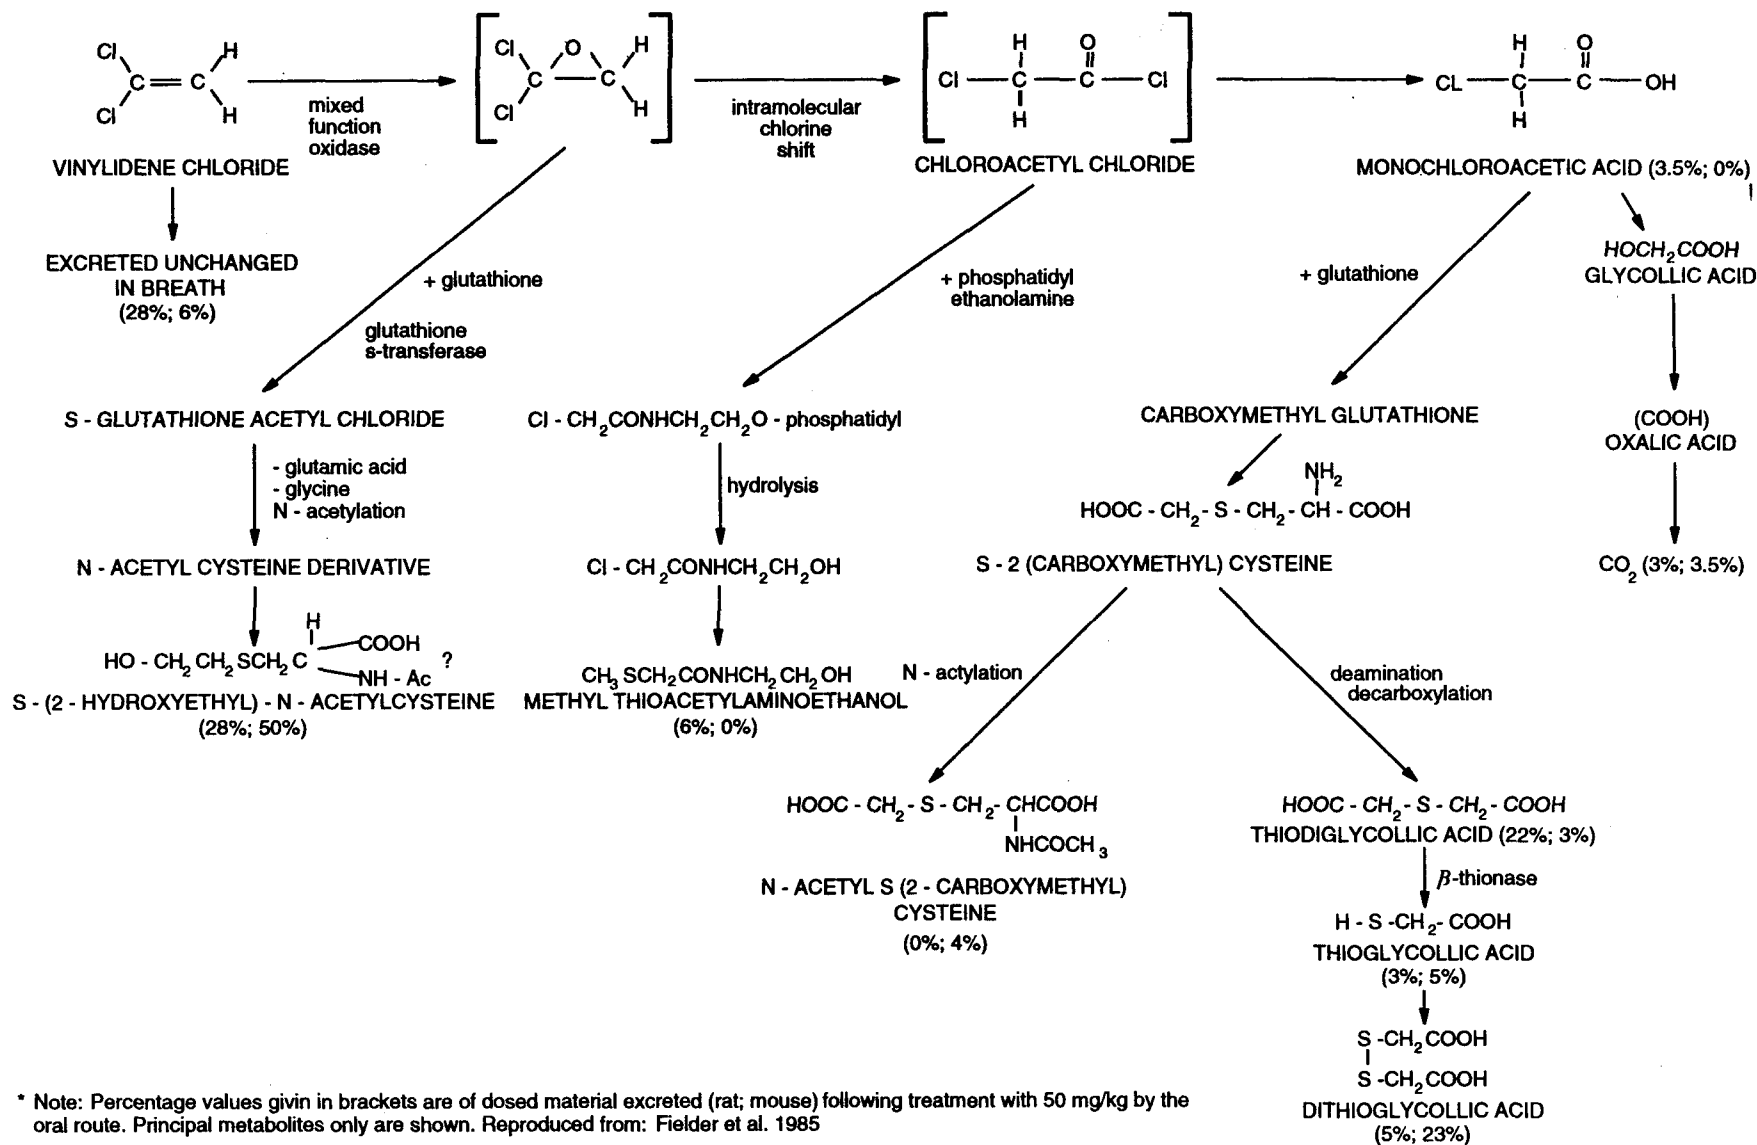 Cl H
C = C
Cl H
VINYLIDENE CHLORIDE
mixed
function
oxidase
Cl O H
C C
Cl H
intramolecular
chlorine
shift
H O
Cl C C Cl
H
CHLOROACETYL CHLORIDE
H O
CL C C OH
H
MONOCHLOROACETIC ACID (3.5%; 0%)
EXCRETED UNCHANGED
IN BREATH
(28%; 6%)
+ glutathione
glutathione
s-transferase
+ phosphatidyl
ethanolamine
+ glutathione
HOCH2COOH
GLYCOLLIC ACID
S - GLUTATHIONE ACETYL CHLORIDE
- glutamic acid
- glycine
N - acetylation
N - ACETYL CYSTEINE DERIVATIVE
H
HO - CH2CH2SCH2C COOH ?
NH - Ac
S - (2 - HYDROXYETHYL) - N - ACETYLCYSTEINE
(28%; 50%)
Cl - CH2CONHCH2CH2O - phosphatidyl
hydrolysis
Cl - CH2CONHCH2CH2OH
CH3SCH2CONHCH2CH2OH
METHYL THIOACETYLAMINOETHANOL
(6%; 0%)
CARBOXYMETHYL GLUTATHIONE
NH2
HOOC - CH2 - S - CH2 - CH - COOH
S - 2 (CARBOXYMETHYL) CYSTEINE
(COOH)
OXALIC ACID
CO2 (3%; 3.5%)
N - actylation
deamination
decarboxylation
HOOC - CH2 - S - CH2 - CHCOOH
NHCOCH3
N - ACETYL S (2 - CARBOXYMETHYL)
CYSTEINE
(0%; 4%)
HOOC - CH2 - S - CH2 - COOH
THIODIGLYCOLLIC ACID (22%; 3%)
β-thionase
H - S -CH2- COOH
THIOGLYCOLLIC ACID
(3%; 5%)
S -CH2COOH
S -CH2COOH
DITHIOGLYCOLLIC ACID
(5%; 23%)
* Note: Percentage values givin in brackets are of dosed material excreted (rat; mouse) following treatment with 50 mg/kg by the
oral route. Principal metabolites only are shown. Reproduced from: Fielder et al. 1985